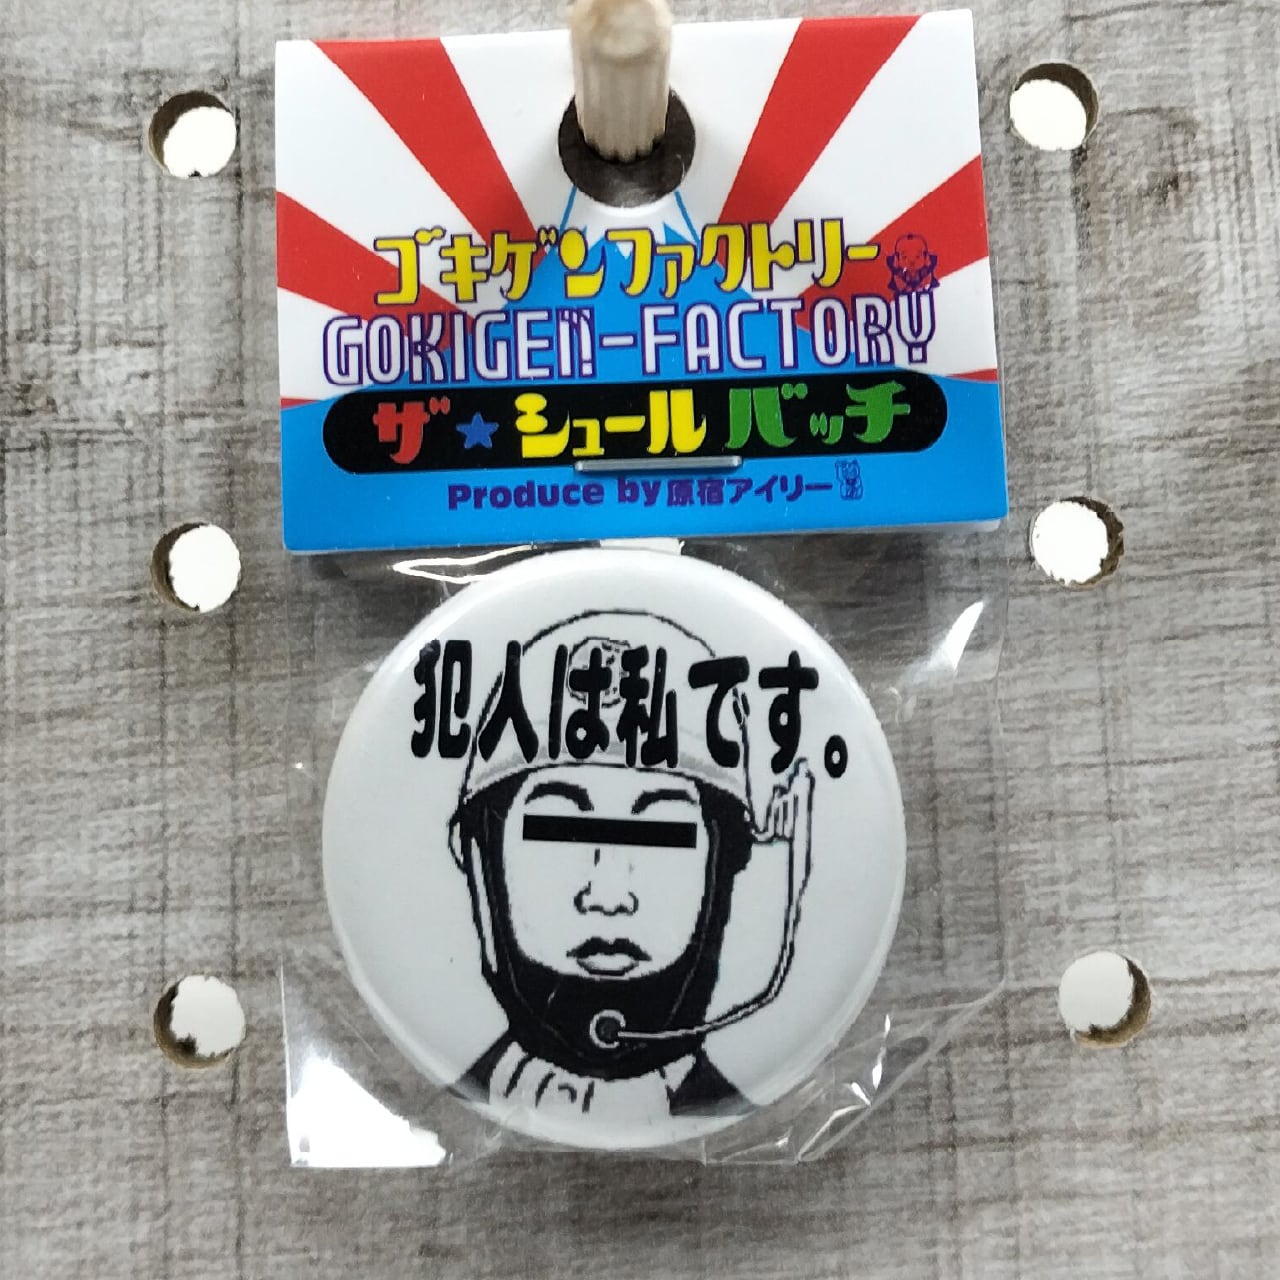 ゴキゲンファクトリー
GOKIGEN-FACTORY
ザ★シュールバッチ
Produce by 原宿アイリー
犯人は私です。